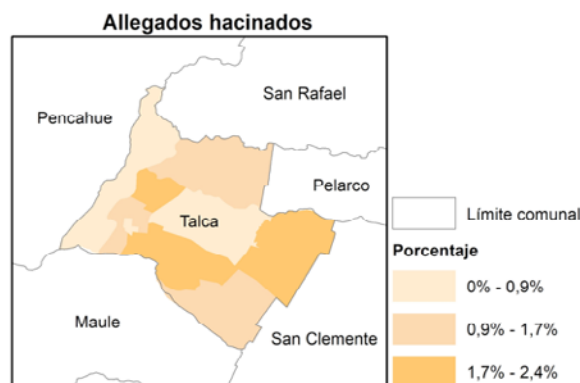 Allegados hacinados
San Rafael
Pencahue
Pelarco
Talca
Maule
San Clemente
Límite comunal
Porcentaje
0% - 0,9%
0,9% - 1,7%
1,7% - 2,4%